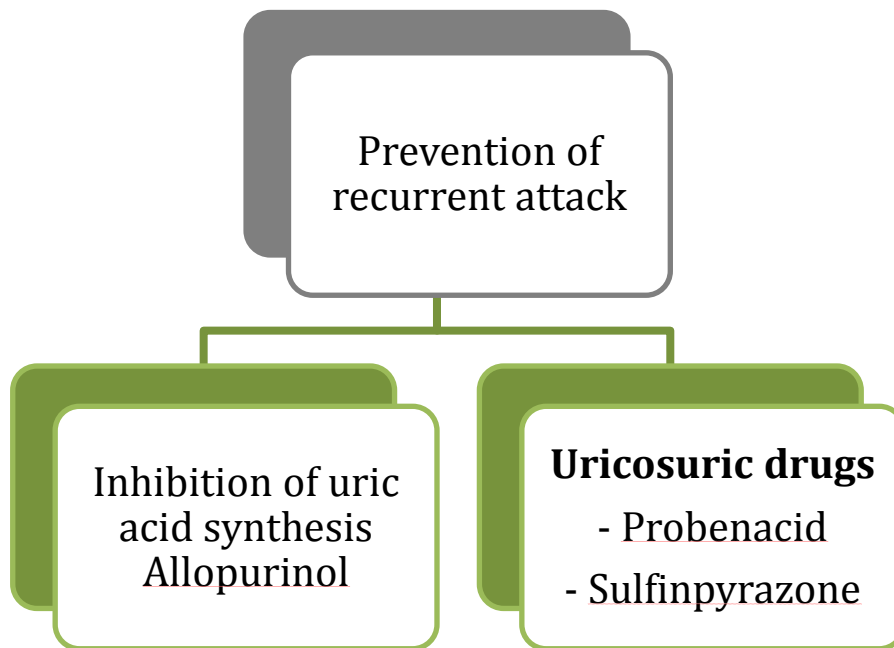 Prevention of
recurrent attack
Inhibition of uric
acid synthesis
Allopurinol
Uricosuric drugs
- Probenacid
- Sulfinpyrazone